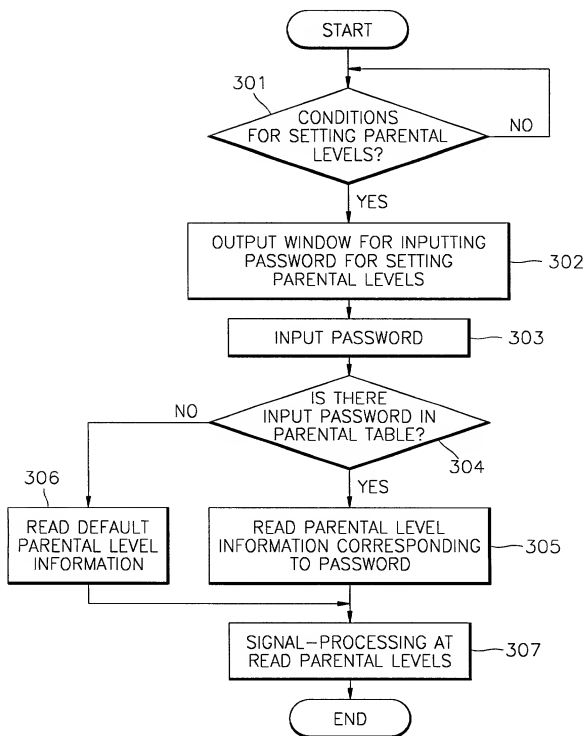 START
301
CONDITIONS
FOR SETTING PARENTAL
LEVELS?
NO
YES
OUTPUT WINDOW FOR INPUTTING
PASSWORD FOR SETTING
PARENTAL LEVELS
302
INPUT PASSWORD
303
IS THERE
INPUT PASSWORD IN
PARENTAL TABLE?
NO
304
YES
306
READ DEFAULT
PARENTAL LEVEL
INFORMATION
READ PARENTAL LEVEL
INFORMATION CORRESPONDING
TO PASSWORD
305
SIGNAL-PROCESSING AT
READ PARENTAL LEVELS
307
END